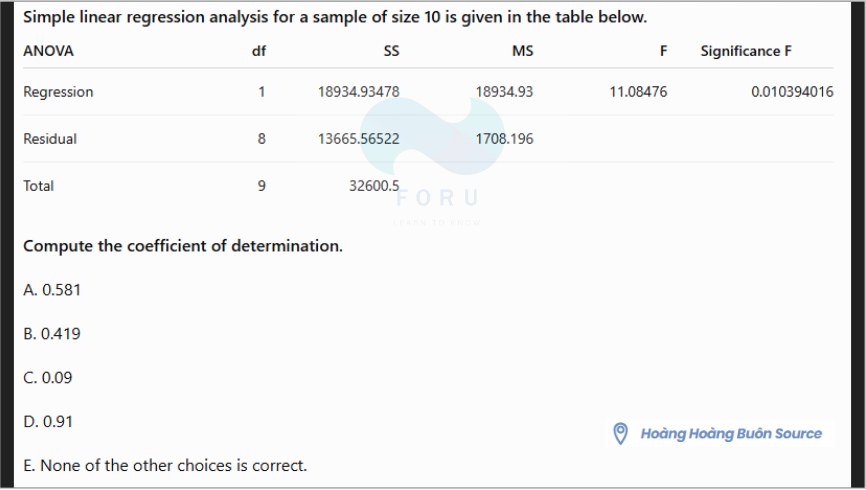 Simple linear regression analysis for a sample of size 10 is given in the table below.
ANOVA df SS MS F Significance F
Regression 1 18934.93478 18934.93 11.08476 0.010394016
Residual 8 13665.56522 1708.196
Total 9 32600.5
FORU
Compute the coefficient of determination.
A. 0.581
B. 0.419
C. 0.09
D. 0.91
Hoàng Hoàng Buôn Source
E. None of the other choices is correct.